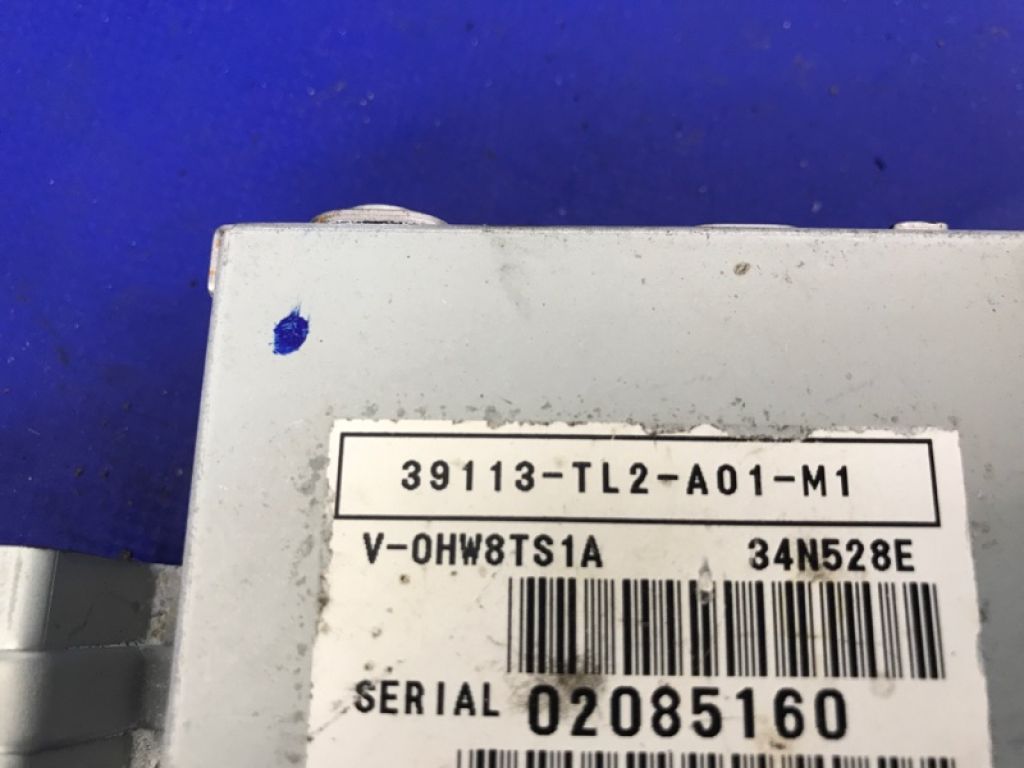 39113-TL2-A01-M1
V-0HW8TS1A 34N528E
SERIAL 02085160